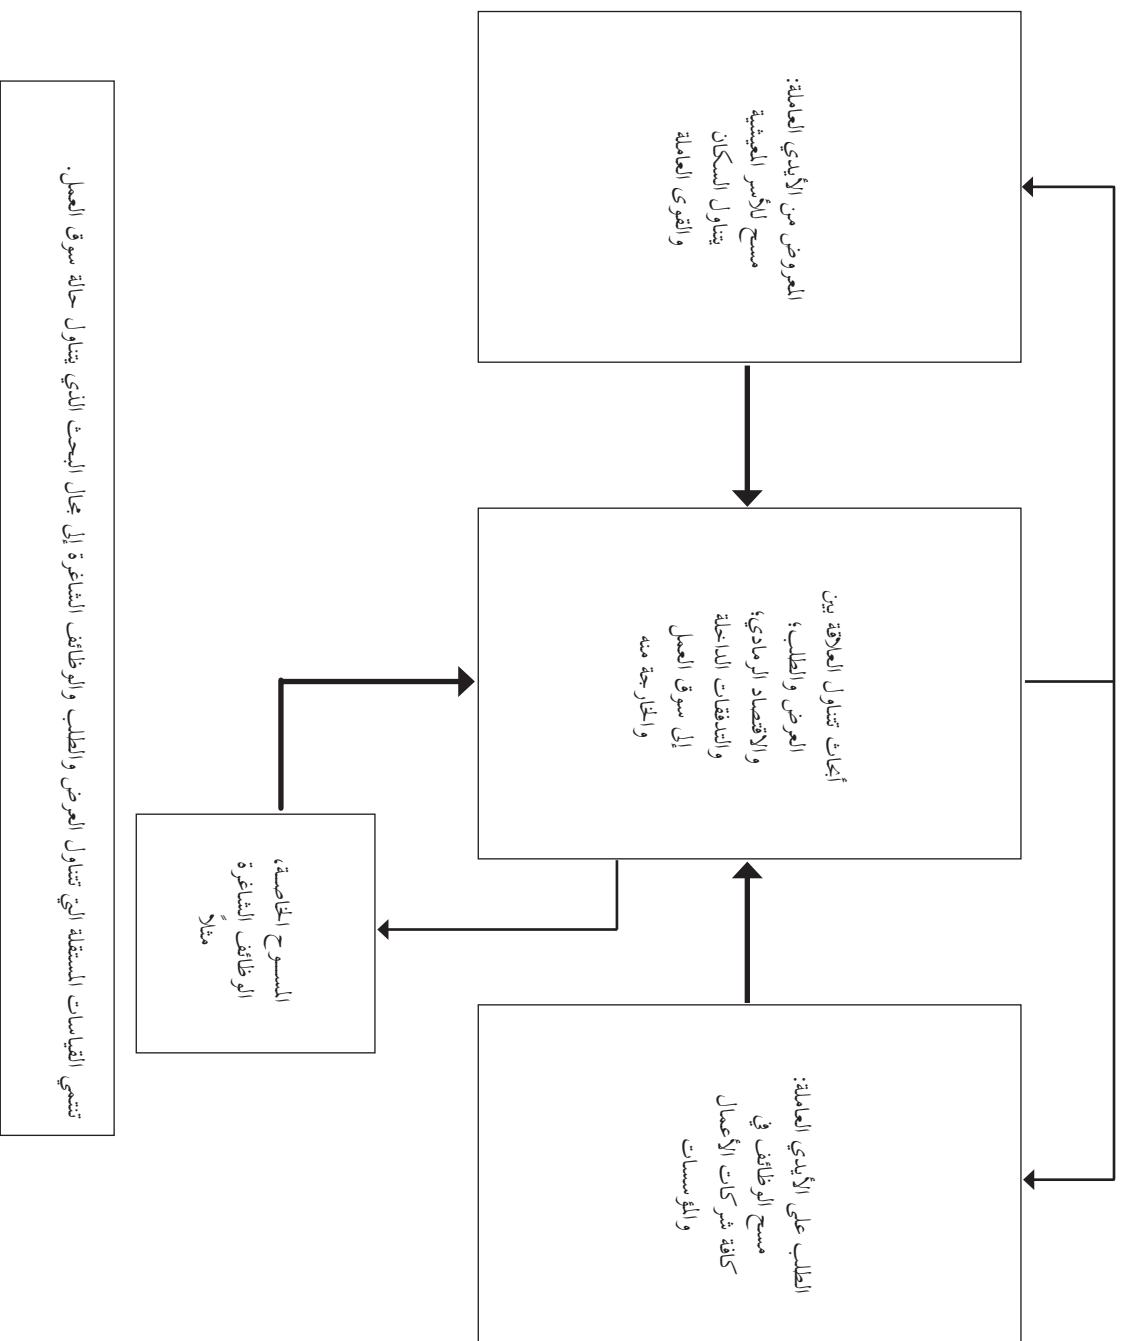 المعروض من الأيدي العاملة:
مسح للأسر المعيشية
يتناول السكان
والقوى العاملة
أبحاث تتناول العلاقة بين
العرض والطلب؛
والاقتصاد الرمادي؛
والتدفقات الداخلة
إلى سوق العمل
والخارجة منه
الطلب على الأيدي العاملة:
مسح الوظائف في
كافة شركات الأعمال
والمؤسسات
المسوح الخاصة،
الوظائف الشاغرة
مثلاً
تنتمي القياسات المستقلة التي تتناول العرض والطلب والوظائف الشاغرة إلى مجال البحث الذي يتناول حالة سوق العمل.